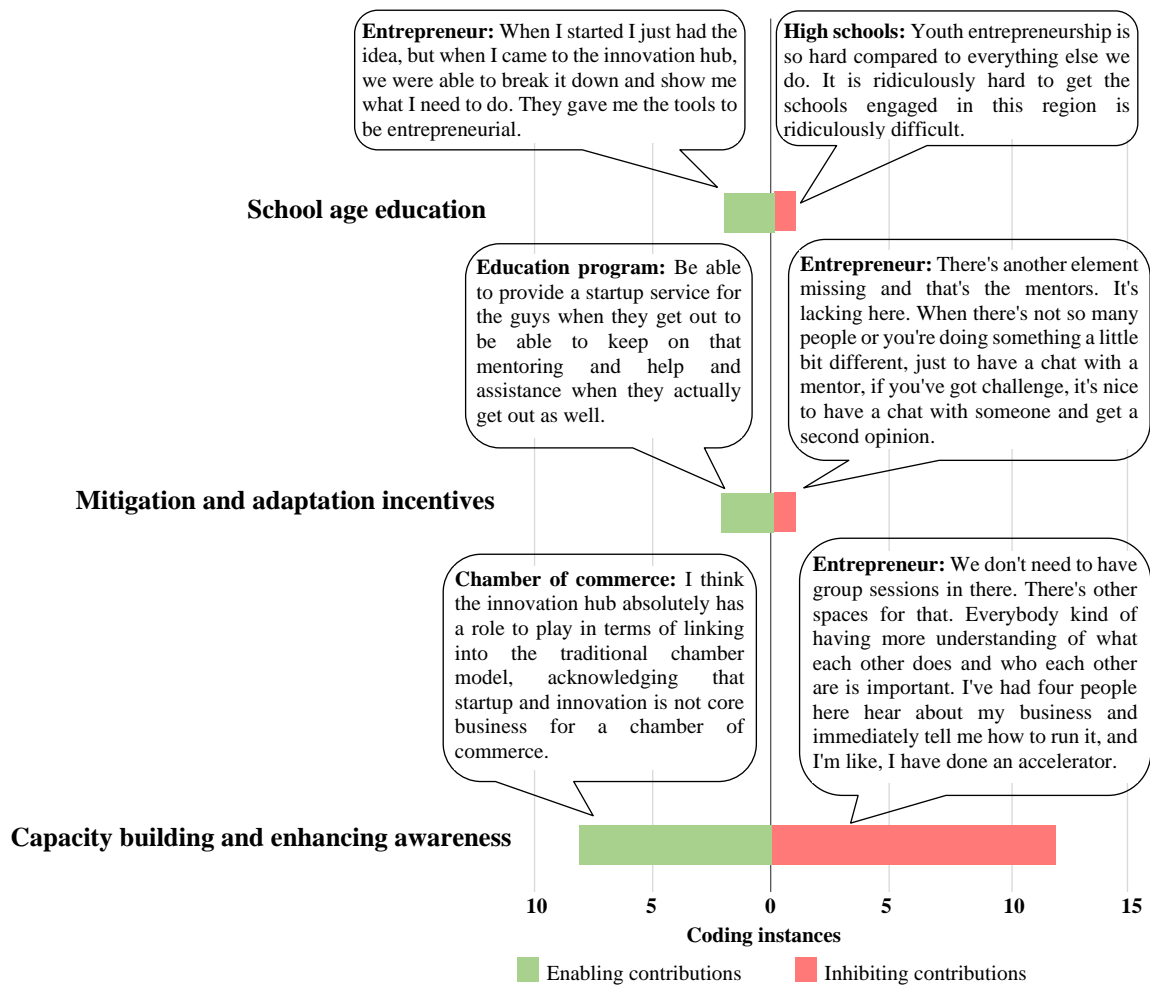 Entrepreneur: When I started I just had the
idea, but when I came to the innovation hub,
we were able to break it down and show me
what I need to do. They gave me the tools to
be entrepreneurial.
High schools: Youth entrepreneurship is
so hard compared to everything else we
do. It is ridiculously hard to get the
schools engaged in this region is
ridiculously difficult.
School age education
Education program: Be able
to provide a startup service for
the guys when they get out to
be able to keep on that
mentoring and help and
assistance when they actually
get out as well.
Entrepreneur: There's another element
missing and that's the mentors. It's
lacking here. When there's not so many
people or you're doing something a little
bit different, just to have a chat with a
mentor, if you've got challenge, it's nice
to have a chat with someone and get a
second opinion.
Mitigation and adaptation incentives
Chamber of commerce: I think
the innovation hub absolutely has
a role to play in terms of linking
into the traditional chamber
model, acknowledging that
startup and innovation is not core
business for a chamber of
commerce.
Entrepreneur: We don't need to have
group sessions in there. There's other
spaces for that. Everybody kind of
having more understanding of what
each other does and who each other
are is important. I've had four people
here hear about my business and
immediately tell me how to run it, and
I'm like, I have done an accelerator.
Capacity building and enhancing awareness
10 5 0 5 10 15
Coding instances
Enabling contributions Inhibiting contributions